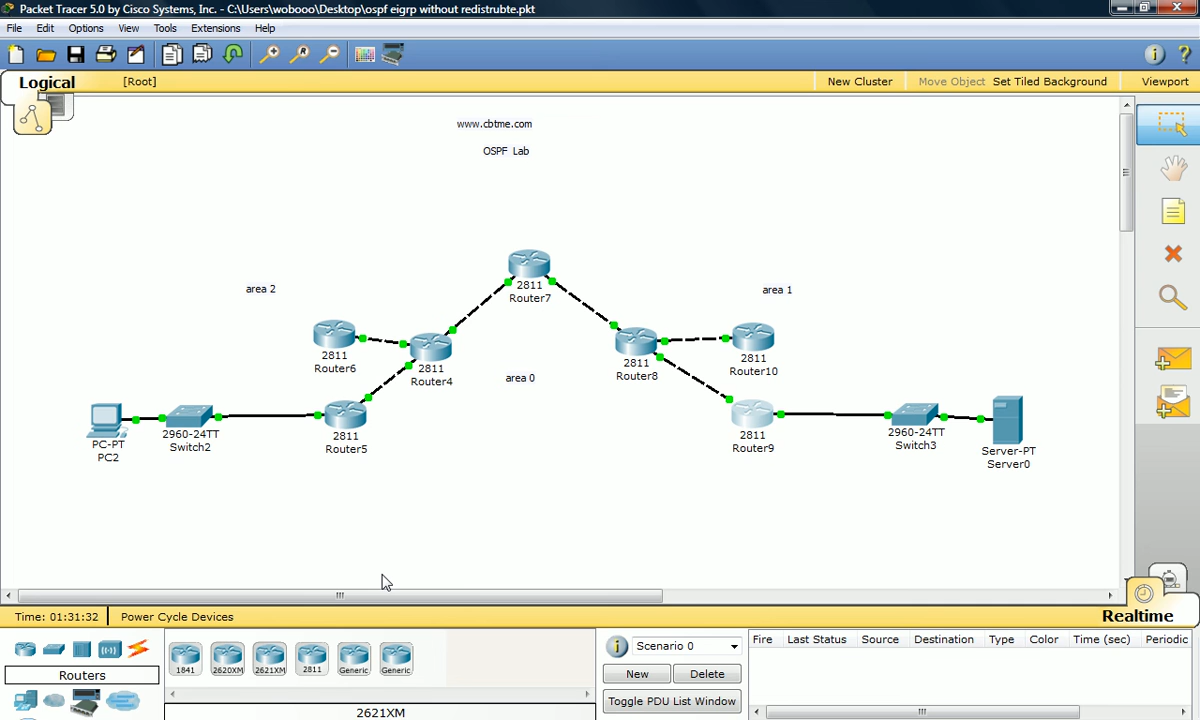 Packet Tracer 5.0 by Cisco Systems, Inc. - C:\Users\wobooo\Desktop\ospf eigrp without redistrubte.pkt
File Edit Options View Tools Extensions Help
Logical [Root] New Cluster Move Object Set Tiled Background Viewport
www.cbtme.com
OSPF Lab
2811
Router7
area 2
area 1
2811
Router6
2811
Router4
2811
Router8
2811
Router10
area 0
PC-PT
PC2
2960-24TT
Switch2
2811
Router5
2811
Router9
2960-24TT
Switch3
Server-PT
Server0
Time: 01:31:32 Power Cycle Devices
Realtime
Routers
1841 2620XM 2621XM 2811 Generic Generic
2621XM
Scenario 0
New Delete
Toggle PDU List Window
Fire Last Status Source Destination Type Color Time (sec) Periodic